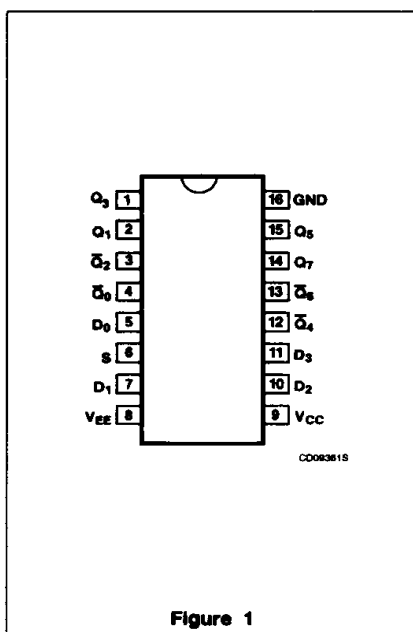 Q₃ 1 16 GND
Q₁ 2 15 Q₅
Q̅₂ 3 14 Q₇
Q̅₀ 4 13 Q̅₆
D₀ 5 12 Q̅₄
S 6 11 D₃
D₁ 7 10 D₂
VEE 8 9 VCC
CD09361S
Figure 1